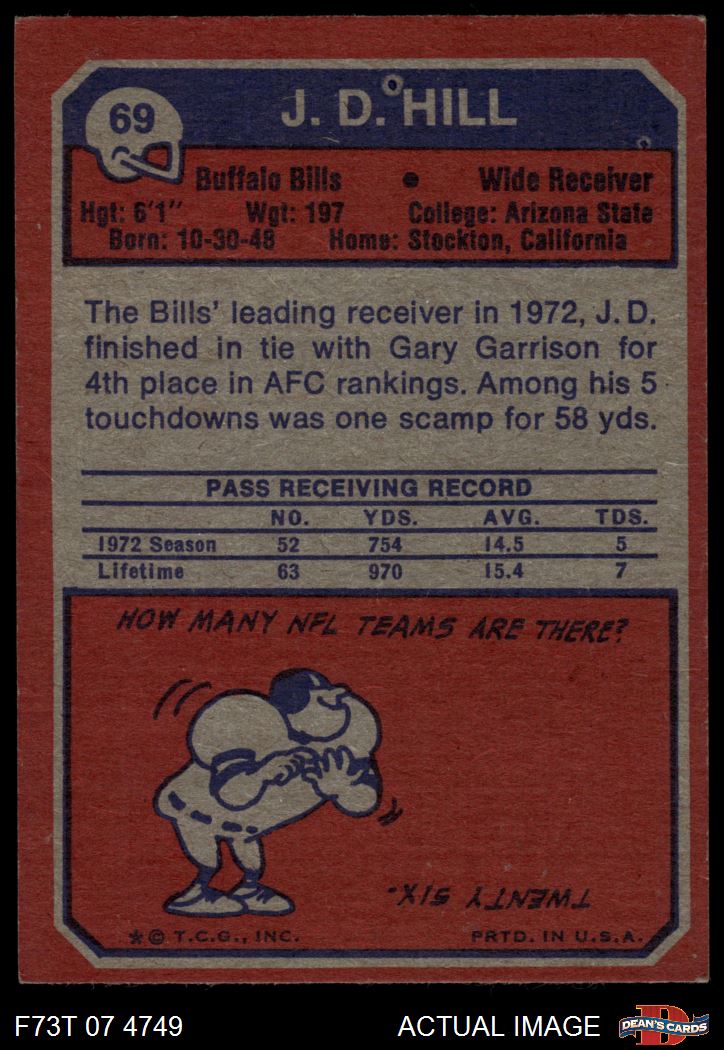 69
J. D. HILL
Buffalo Bills • Wide Receiver
Hgt: 6'1" Wgt: 197 College: Arizona State
Born: 10-30-48 Home: Stockton, California
The Bills' leading receiver in 1972, J. D.
finished in tie with Gary Garrison for
4th place in AFC rankings. Among his 5
touchdowns was one scamp for 58 yds.
PASS RECEIVING RECORD
NO. YDS. AVG. TDS.
1972 Season 52 754 14.5 5
Lifetime 63 970 15.4 7
HOW MANY NFL TEAMS ARE THERE?
TWENTY SIX.
* © T.C.G., INC. PRTD. IN U.S.A.
F73T 07 4749 ACTUAL IMAGE
D
DEAN'S CARDS